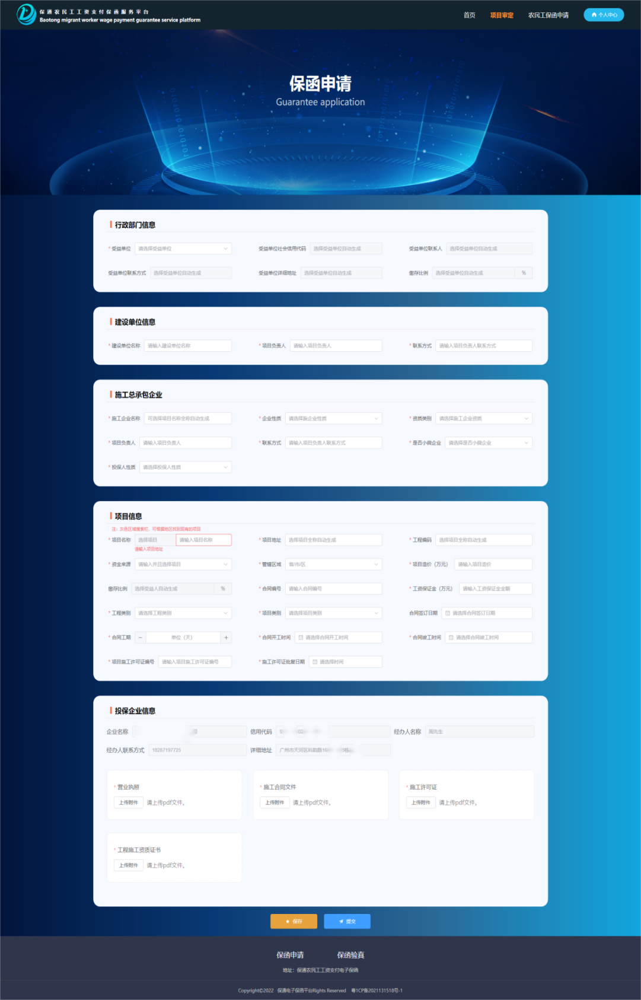 保通农民工工资支付保函服务平台
Baotong migrant worker wage payment guarantee service platform
首页 项目审定 农民工保函申请 个人中心
保函申请
Guarantee application
行政部门信息
* 受益单位 请选择受益单位 受益单位社会信用代码 选择受益单位自动生成 受益单位联系人 选择受益单位自动生成
受益单位联系方式 选择受益单位自动生成 受益单位详细地址 选择受益单位自动生成 缴存比例 选择受益单位自动生成 %
建设单位信息
* 建设单位名称 请输入建设单位名称 * 项目负责人 请输入项目负责人 * 联系方式 请输入项目负责人联系方式
施工总承包企业
* 施工企业名称 可选择项目名称全称自动生成 * 企业性质 请选择施企业性质 * 资质类别 请选择施工企业资质
* 项目负责人 请输入项目负责人 * 联系方式 请输入项目负责人联系方式 * 是否小微企业 请选择是否小微企业
* 投保人性质 请选择投保人性质
项目信息
注：灰色区域搜索栏，可根据地区找到现有的项目
* 项目名称 选择项目 请输入项目名称 * 项目地址 选择项目全称自动生成 * 工程编码 选择项目全称自动生成
请输入项目地址
* 资金来源 请输入并且选择项目 * 管辖区域 省/市/区 * 项目造价（万元） 请输入项目造价
缴存比例 选择受益人自动生成 % * 合同编号 请输入合同编号 * 工资保证金（万元） 请输入工资保证金金额
* 工程类别 请选择工程类别 * 项目类别 请选择项目类别 合同签订日期 请选择合同签订日期
* 合同工期 − 单位（天） + * 合同开工时间 请选择合同开工时间 * 合同竣工时间 请选择合同竣工时间
* 项目施工许可证编号 请输入项目施工许可证编号 * 施工许可证批复日期 请选择时间
投保企业信息
企业名称 信用代码 经办人名称 周先生
经办人联系方式 18287197725 详细地址 广州市天河区科韵路16
* 营业执照 * 施工合同文件 * 施工许可证
上传附件 请上传pdf文件。 上传附件 请上传pdf文件。 上传附件 请上传pdf文件。
* 工程施工资质证书
上传附件 请上传pdf文件。
保存 提交
保函申请 保函验真
地址：保通农民工工资支付电子保函
Copyright©2022 保通电子保函平台Rights Reserved 粤ICP备2021131518号-1